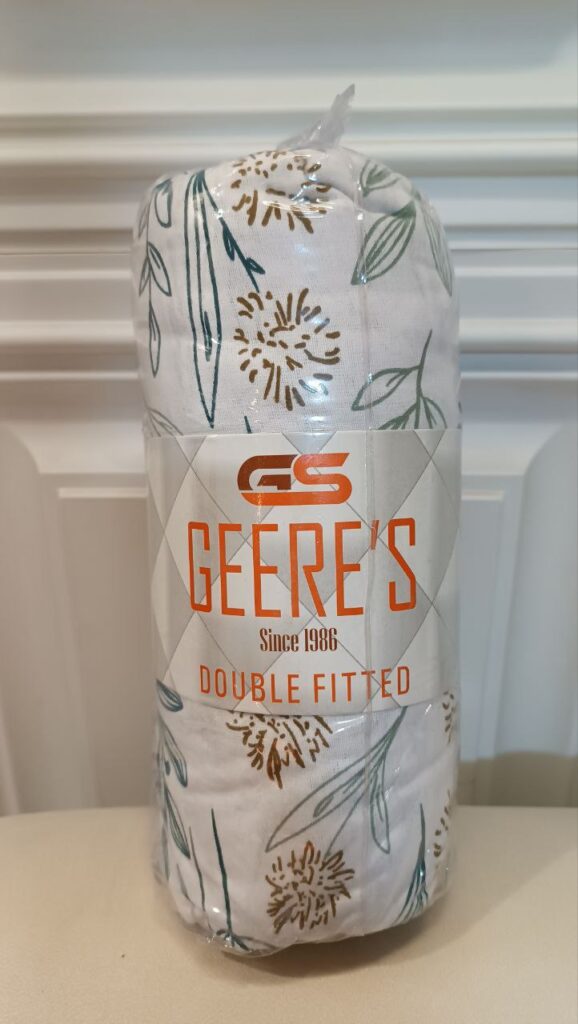 GS
GEERE'S
Since 1986
DOUBLE FITTED